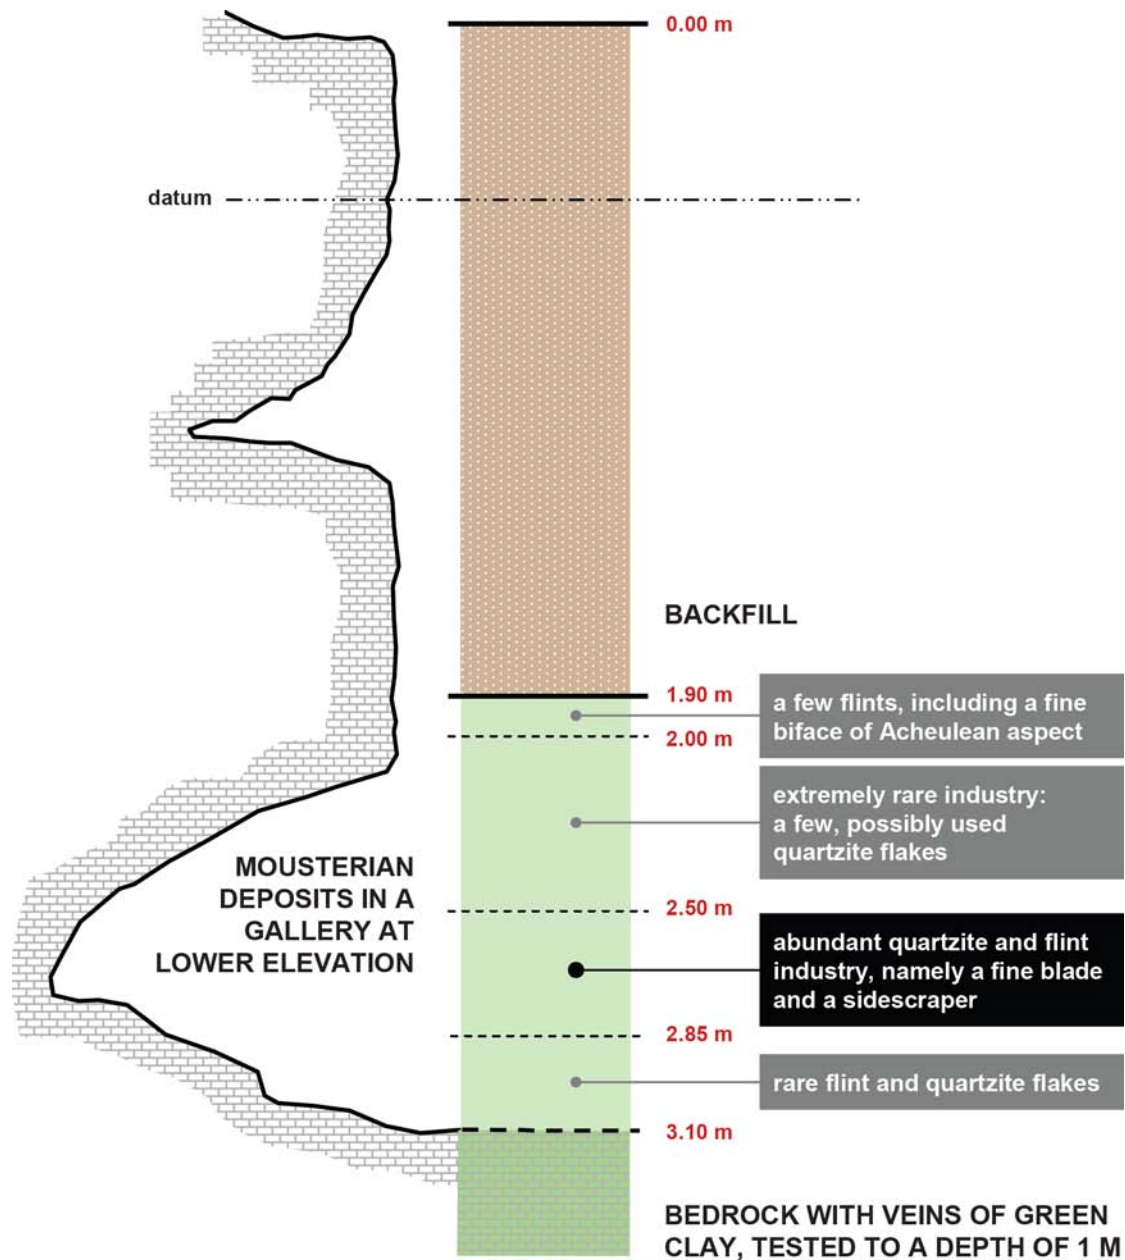 0.00 m
datum
BACKFILL
1.90 m
a few flints, including a fine
biface of Acheulean aspect
2.00 m
extremely rare industry:
a few, possibly used
quartzite flakes
MOUSTERIAN
DEPOSITS IN A
GALLERY AT
LOWER ELEVATION
2.50 m
abundant quartzite and flint
industry, namely a fine blade
and a sidescraper
2.85 m
rare flint and quartzite flakes
3.10 m
BEDROCK WITH VEINS OF GREEN
CLAY, TESTED TO A DEPTH OF 1 M